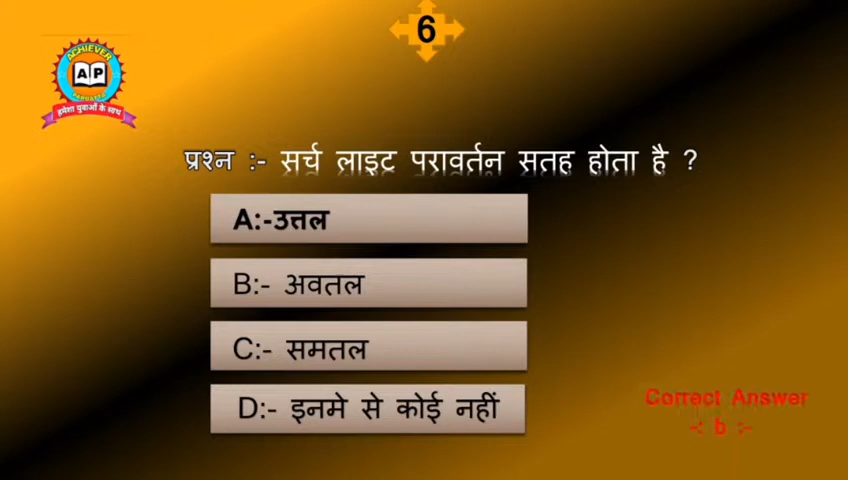 6
ACHIEVER
AP
हमेशा युवाओं के साथ
प्रश्न :- सर्च लाइट परावर्तन सतह होता है ?
A:-उत्तल
B:- अवतल
C:- समतल
D:- इनमे से कोई नहीं
Correct Answer
-: b :-